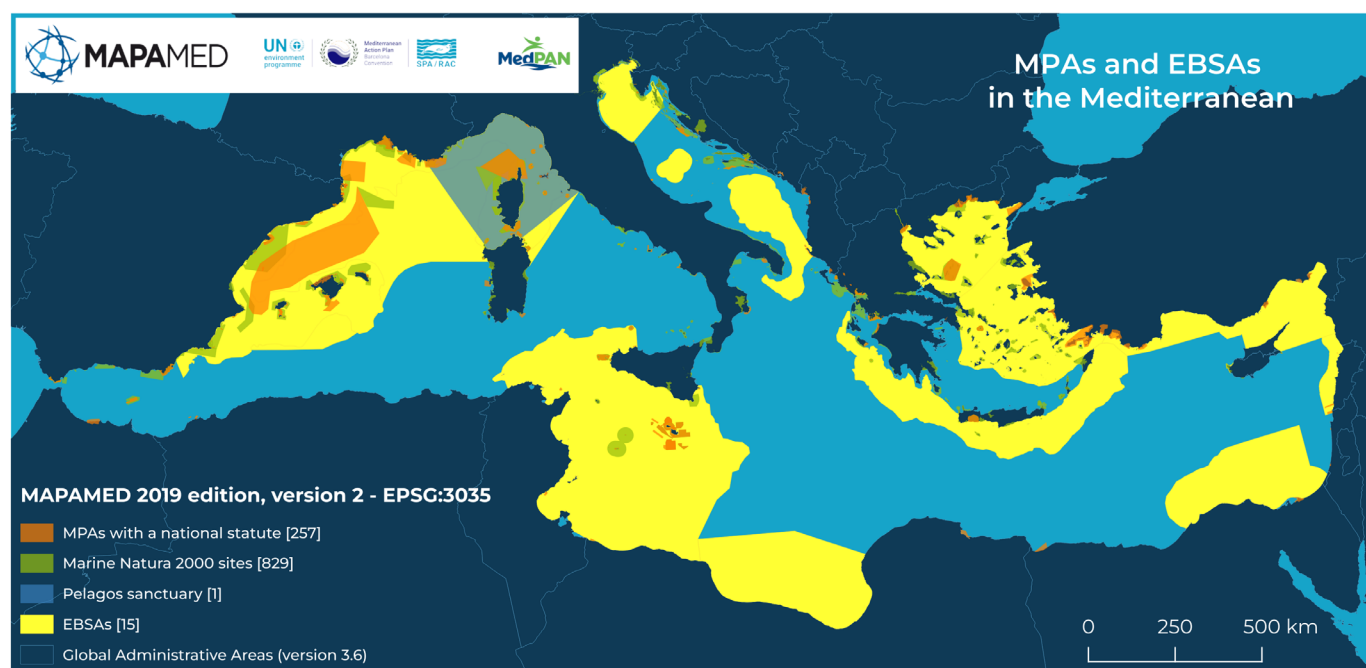 MAPAMED
UN
environment
programme
Mediterranean
Action Plan
Barcelona
Convention
SPA/RAC
MedPAN
MPAs and EBSAs
in the Mediterranean
MAPAMED 2019 edition, version 2 - EPSG:3035
MPAs with a national statute [257]
Marine Natura 2000 sites [829]
Pelagos sanctuary [1]
EBSAs [15]
Global Administrative Areas (version 3.6)
0 250 500 km